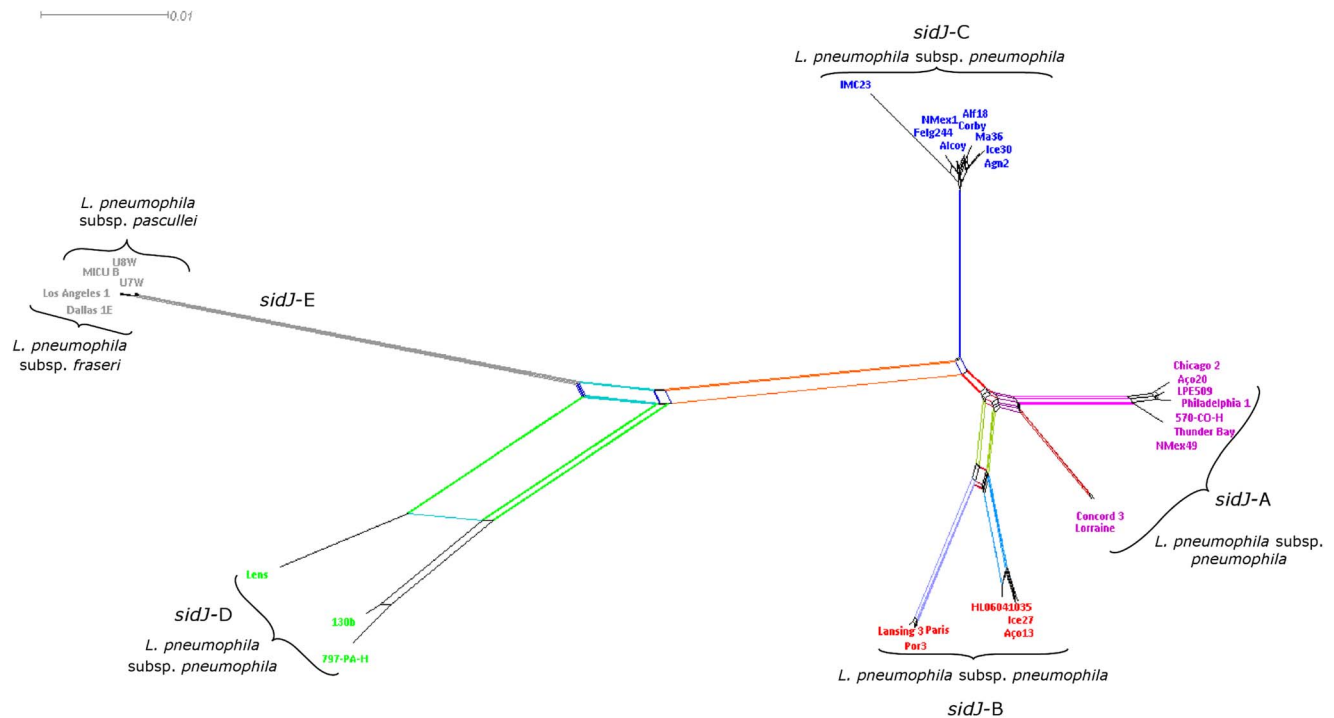 0.01
sidJ-C
L. pneumophila subsp. pneumophila
IMC23
Alf18
NMex1
Corby
Felg244
Ma36
Alcoy
Ice30
Agn2
L. pneumophila
subsp. pascullei
U8W
MICU B
U7W
Los Angeles 1
Dallas 1E
L. pneumophila
subsp. fraseri
sidJ-E
Chicago 2
Aço20
LPE509
Philadelphia 1
570-CO-H
Thunder Bay
NMex49
Concord 3
Lorraine
sidJ-A
L. pneumophila subsp.
pneumophila
Lens
130b
797-PA-H
sidJ-D
L. pneumophila
subsp. pneumophila
HL06041035
Ice27
Aço13
Lansing 3 Paris
Por3
L. pneumophila subsp. pneumophila
sidJ-B